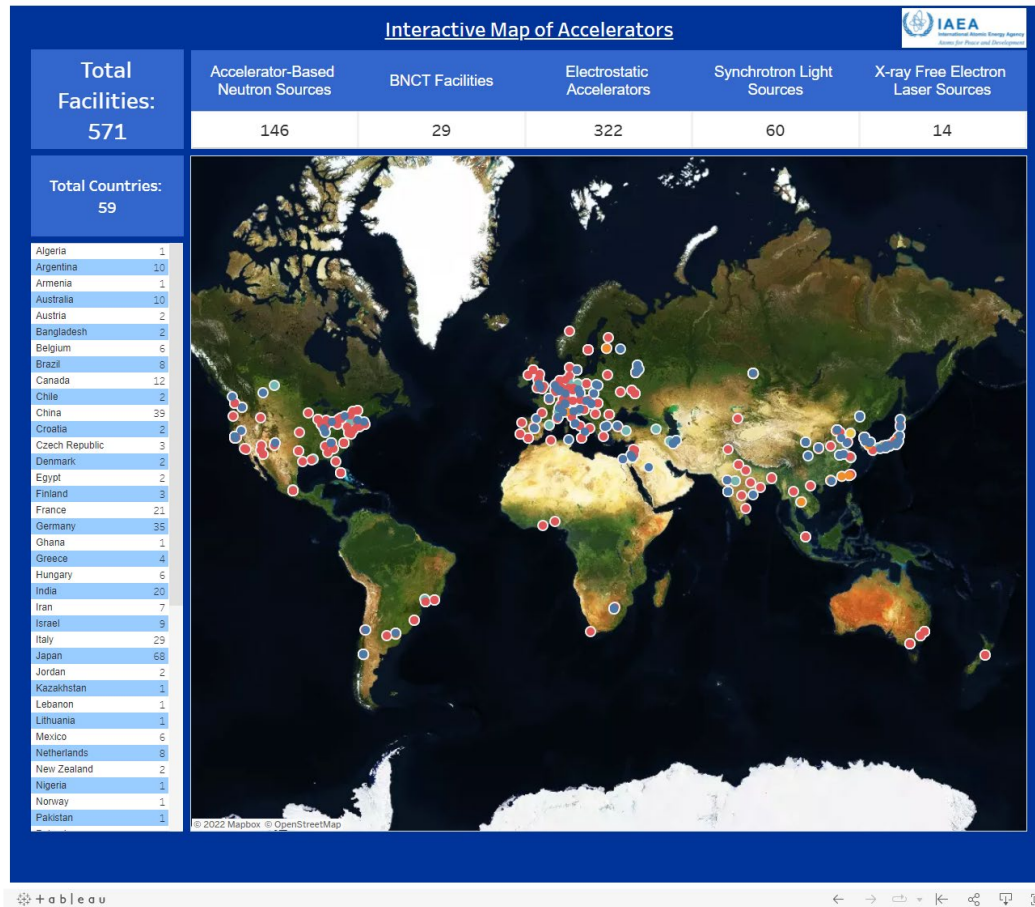 Interactive Map of Accelerators
IAEA
International Atomic Energy Agency
Atoms for Peace and Development
Total
Facilities:
571
Accelerator-Based
Neutron Sources
146
BNCT Facilities
29
Electrostatic
Accelerators
322
Synchrotron Light
Sources
60
X-ray Free Electron
Laser Sources
14
Total Countries:
59
Algeria 1
Argentina 10
Armenia 1
Australia 10
Austria 2
Bangladesh 2
Belgium 6
Brazil 8
Canada 12
Chile 2
China 39
Croatia 2
Czech Republic 3
Denmark 2
Egypt 2
Finland 3
France 21
Germany 35
Ghana 1
Greece 4
Hungary 6
India 20
Iran 7
Israel 9
Italy 29
Japan 68
Jordan 2
Kazakhstan 1
Lebanon 1
Lithuania 1
Mexico 6
Netherlands 8
New Zealand 2
Nigeria 1
Norway 1
Pakistan 1
© 2022 Mapbox © OpenStreetMap
+ a b l e a u